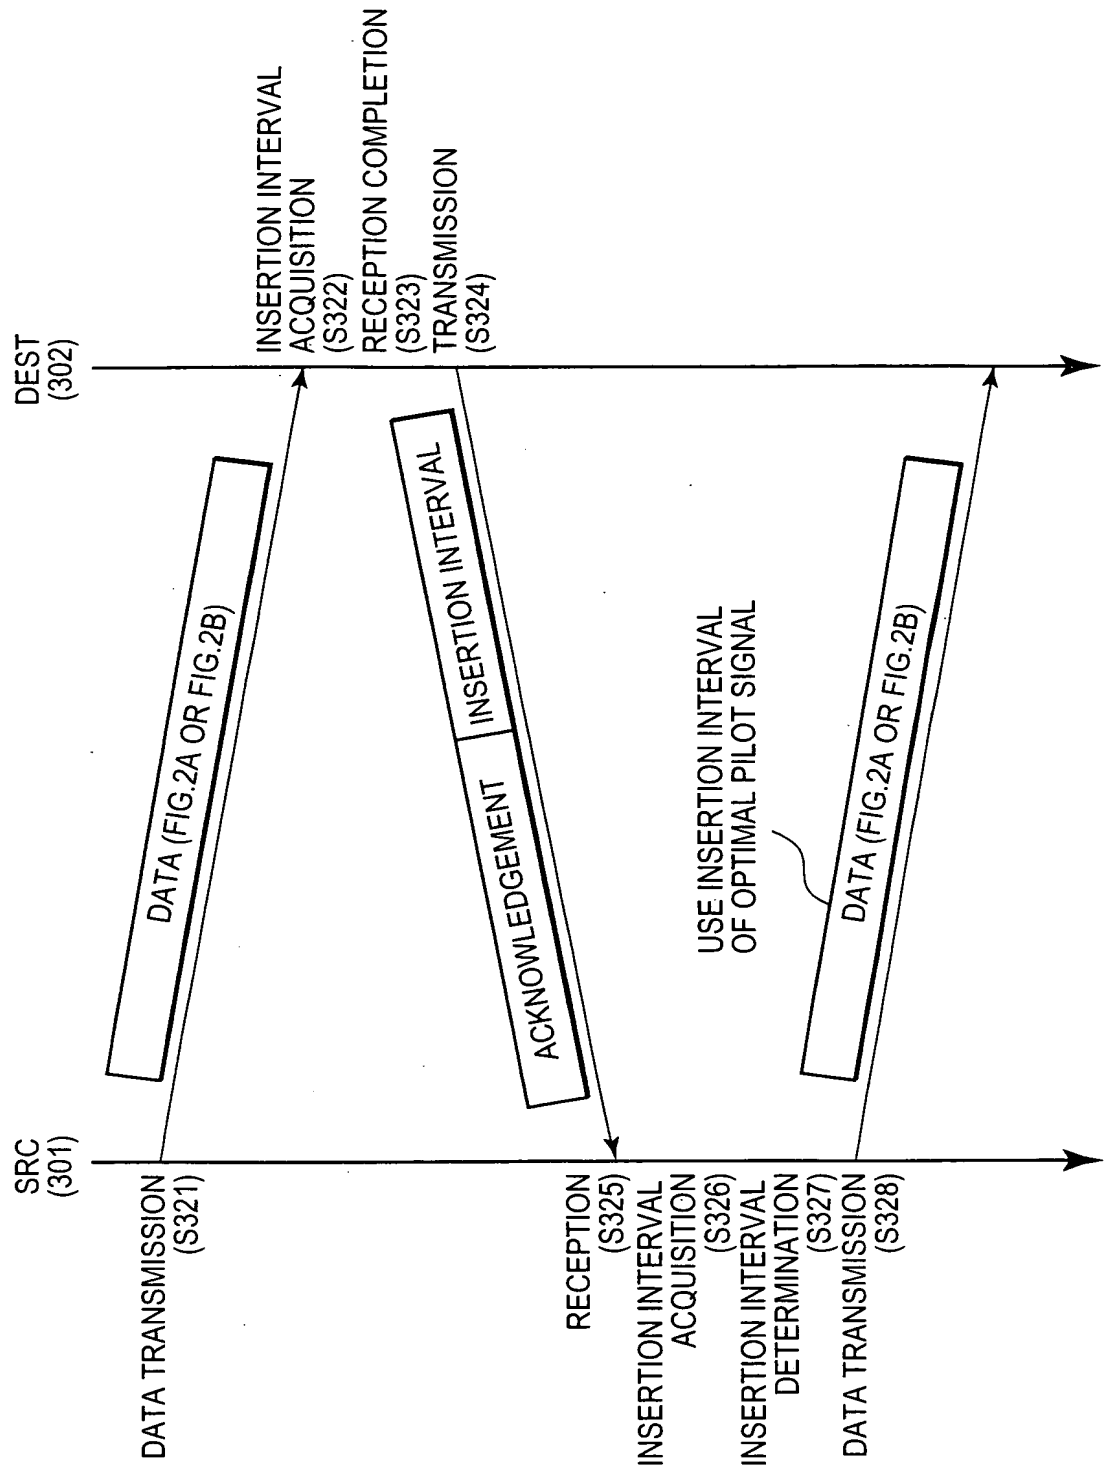 SRC
(301)
DEST
(302)
DATA TRANSMISSION
(S321)
DATA (FIG.2A OR FIG.2B)
INSERTION INTERVAL
ACQUISITION
(S322)
RECEPTION COMPLETION
(S323)
TRANSMISSION
(S324)
ACKNOWLEDGEMENT
INSERTION INTERVAL
RECEPTION
(S325)
INSERTION INTERVAL
ACQUISITION
(S326)
INSERTION INTERVAL
DETERMINATION
(S327)
DATA TRANSMISSION
(S328)
USE INSERTION INTERVAL
OF OPTIMAL PILOT SIGNAL
DATA (FIG.2A OR FIG.2B)